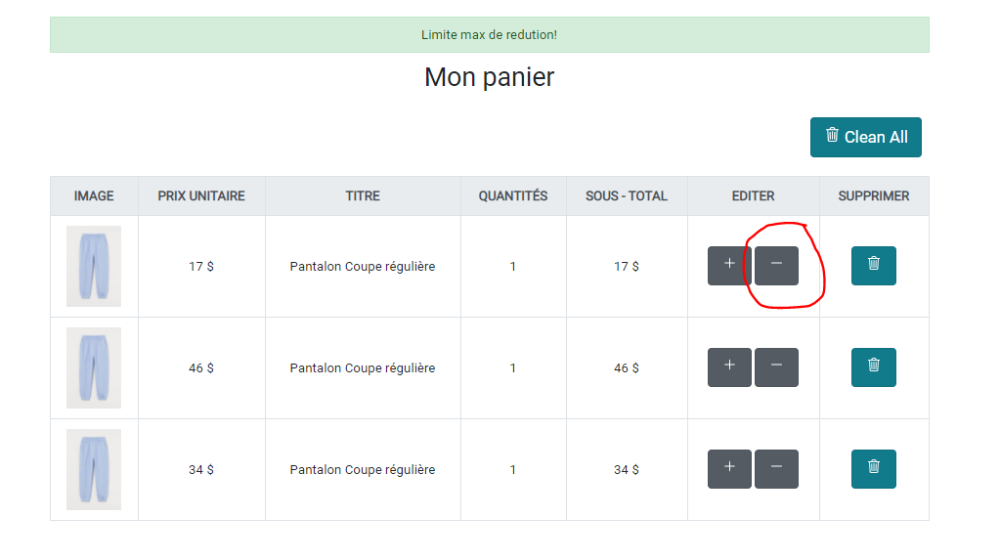 Limite max de redution!
Mon panier
Clean All
IMAGE PRIX UNITAIRE TITRE QUANTITÉS SOUS - TOTAL EDITER SUPPRIMER
17 $ Pantalon Coupe régulière 1 17 $ + −
46 $ Pantalon Coupe régulière 1 46 $ + −
34 $ Pantalon Coupe régulière 1 34 $ + −